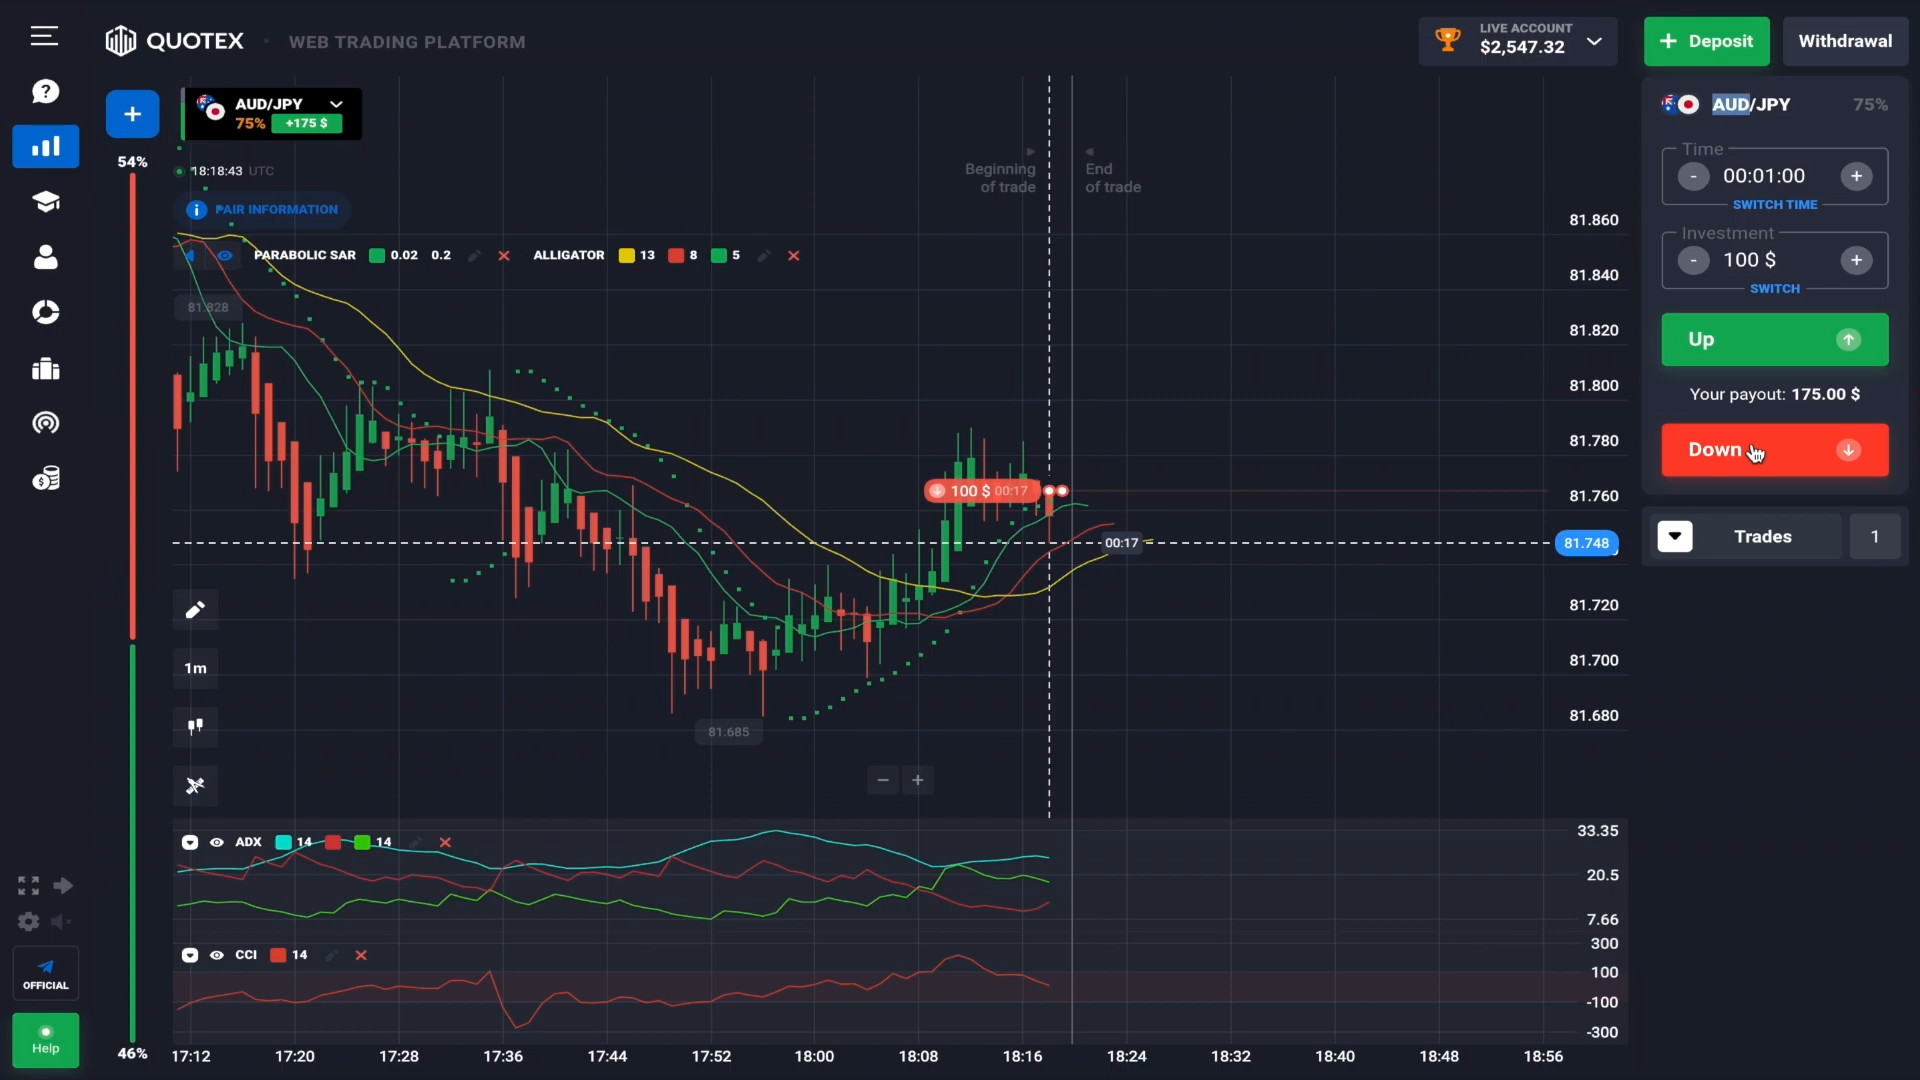 QUOTEX
WEB TRADING PLATFORM
LIVE ACCOUNT
$2,547.32
+ Deposit
Withdrawal
+
AUD/JPY
75%
+175 $
54%
18:18:43 UTC
PAIR INFORMATION
PARABOLIC SAR 0.02 0.2
ALLIGATOR 13 8 5
81.828
Beginning
of trade
End
of trade
81.860
81.840
81.820
81.800
81.780
81.760
81.748
81.720
81.700
81.680
100 $ 00:17
00:17
81.685
1m
ADX 14 14
33.35
20.5
7.66
CCI 14
300
100
-100
-300
46%
17:12 17:20 17:28 17:36 17:44 17:52 18:00 18:08 18:16 18:24 18:32 18:40 18:48 18:56
OFFICIAL
Help
AUD/JPY 75%
Time
- 00:01:00 +
SWITCH TIME
Investment
- 100 $ +
SWITCH
Up
Your payout: 175.00 $
Down
Trades 1